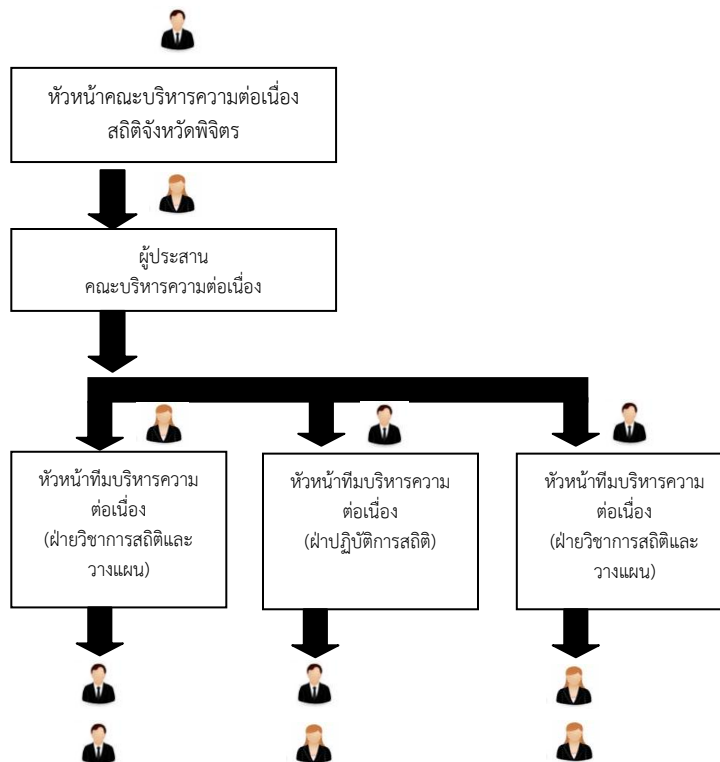 หัวหน้าคณะบริหารความต่อเนื่อง
สถิติจังหวัดพิจิตร
ผู้ประสาน
คณะบริหารความต่อเนื่อง
หัวหน้าทีมบริหารความ
ต่อเนื่อง
(ฝ่ายวิชาการสถิติและ
วางแผน)
หัวหน้าทีมบริหารความ
ต่อเนื่อง
(ฝ่าปฏิบัติการสถิติ)
หัวหน้าทีมบริหารความ
ต่อเนื่อง
(ฝ่ายวิชาการสถิติและ
วางแผน)